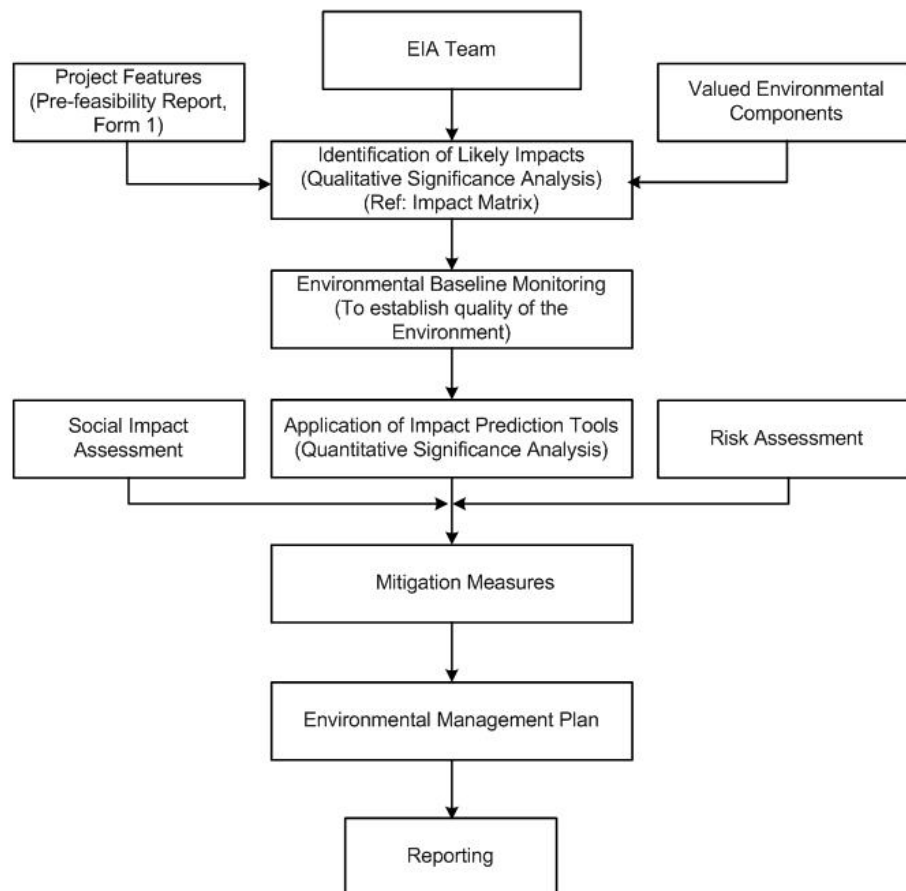 EIA Team
Project Features
(Pre-feasibility Report,
Form 1)
Valued Environmental
Components
Identification of Likely Impacts
(Qualitative Significance Analysis)
(Ref: Impact Matrix)
Environmental Baseline Monitoring
(To establish quality of the
Environment)
Social Impact
Assessment
Application of Impact Prediction Tools
(Quantitative Significance Analysis)
Risk Assessment
Mitigation Measures
Environmental Management Plan
Reporting